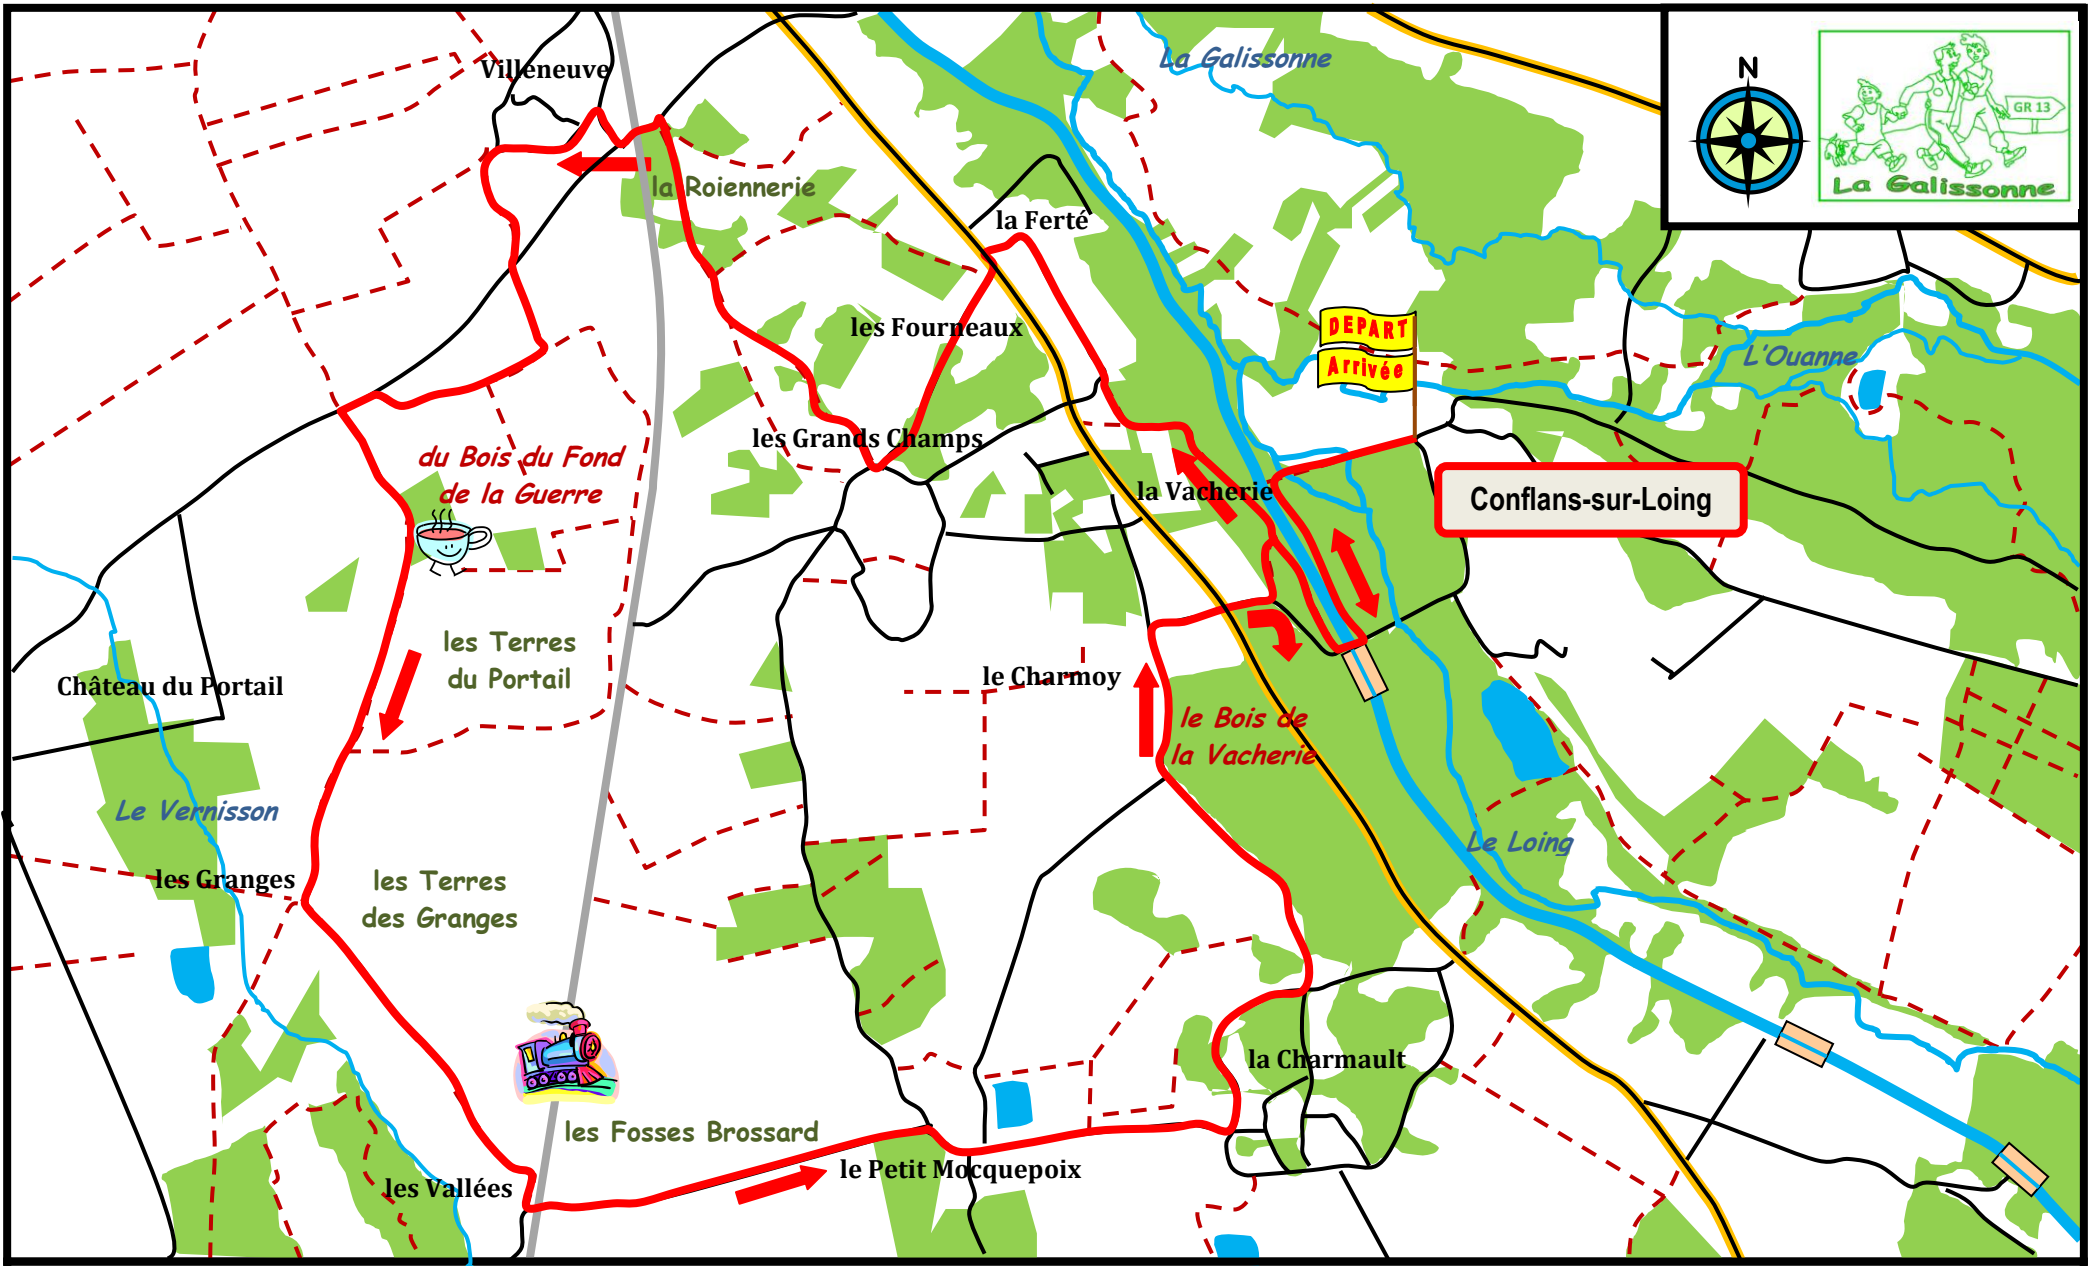 N
GR 13
La Galissonne
La Galissonne
Villeneuve
la Roiennerie
la Ferté
les Fourneaux
DEPART
Arrivée
L'Ouanne
les Grands Champs
du Bois du Fond
de la Guerre
la Vacherie
Conflans-sur-Loing
les Terres
du Portail
Château du Portail
le Charmoy
le Bois de
la Vacherie
Le Vernisson
Le Loing
les Granges
les Terres
des Granges
la Charmault
les Fosses Brossard
le Petit Mocquepoix
les Vallées